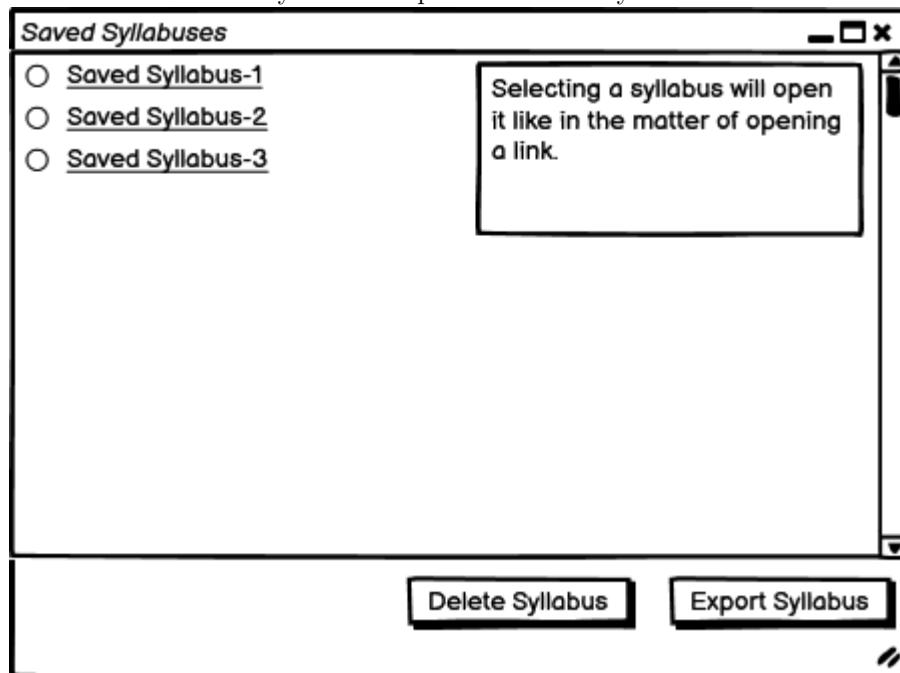 Saved Syllabuses
Saved Syllabus-1
Saved Syllabus-2
Saved Syllabus-3
Selecting a syllabus will open
it like in the matter of opening
a link.
Delete Syllabus
Export Syllabus